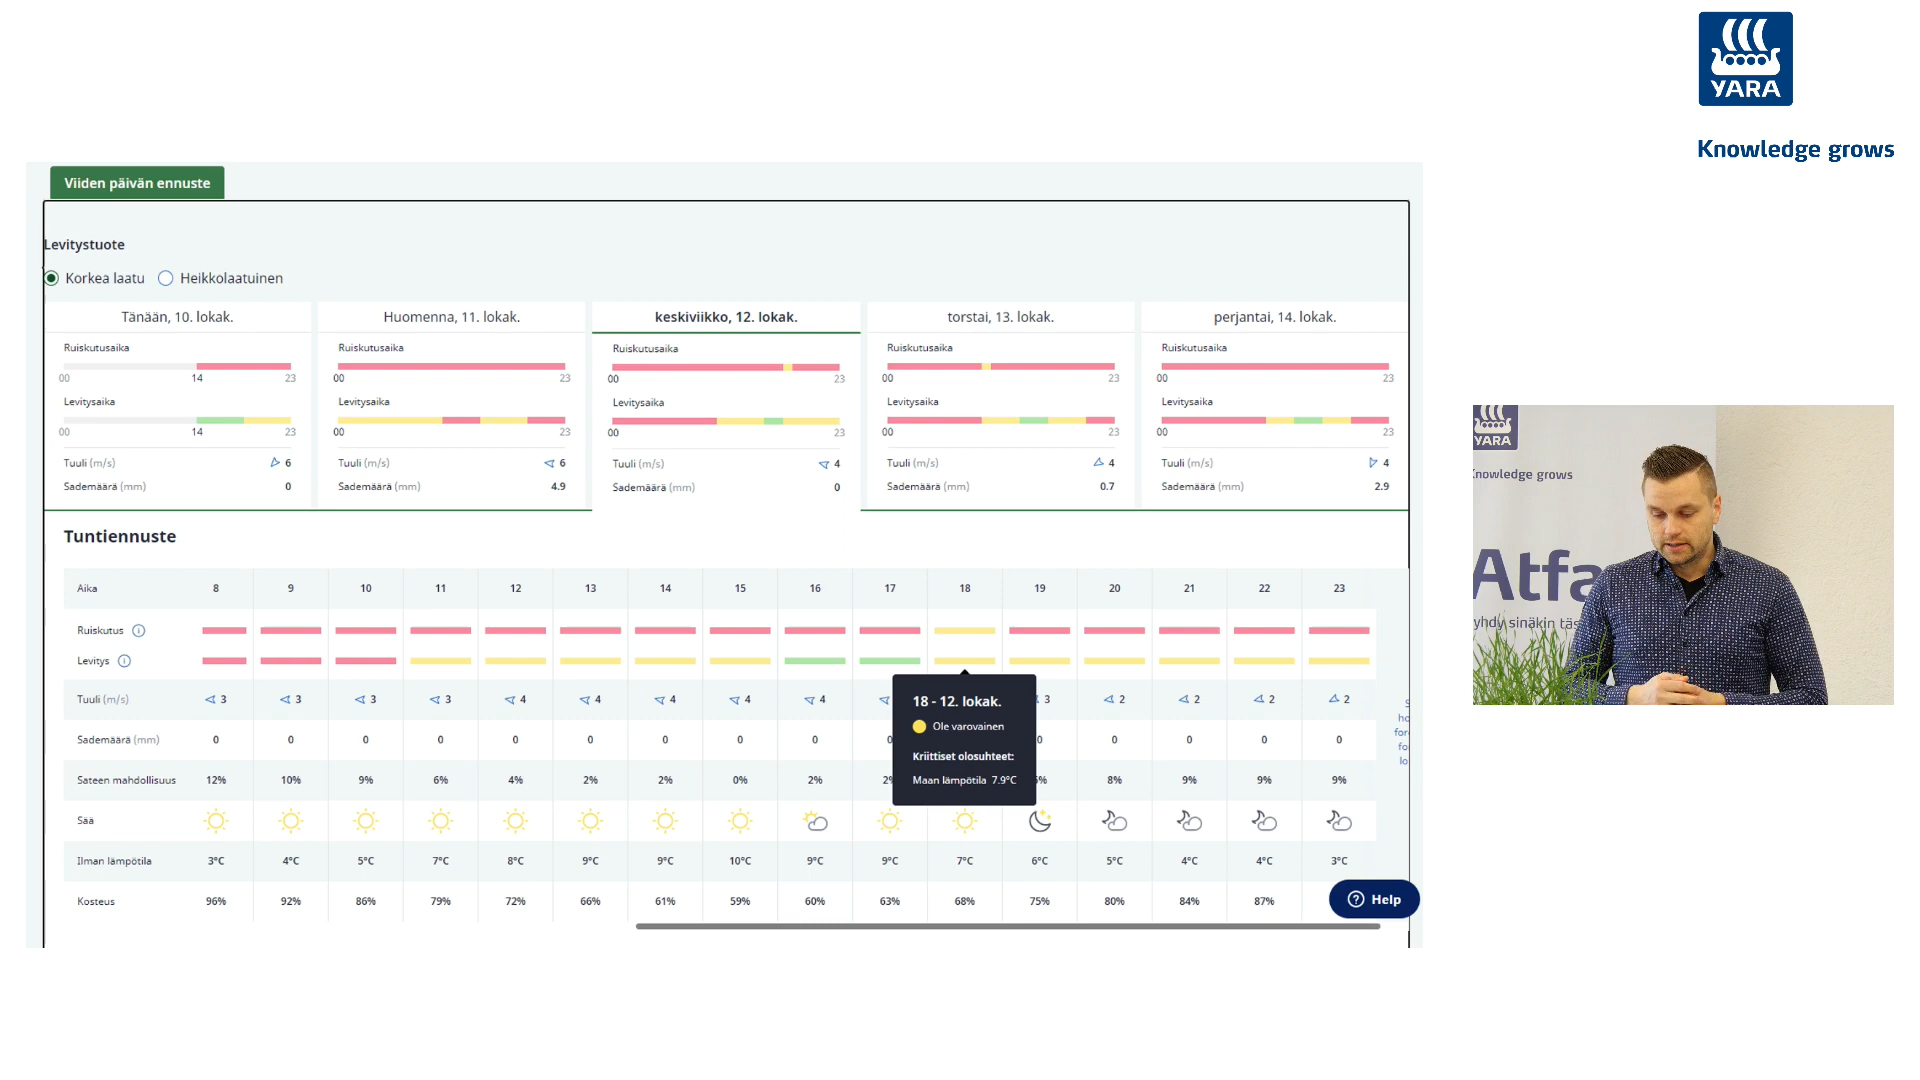 YARA
Knowledge grows
Viiden päivän ennuste
Levitystuote
Korkea laatu Heikkolaatuinen
Tänään, 10. lokak. Huomenna, 11. lokak. keskiviikko, 12. lokak. torstai, 13. lokak. perjantai, 14. lokak.
Ruiskutusaika Ruiskutusaika Ruiskutusaika Ruiskutusaika Ruiskutusaika
00 14 23 00 23 00 23 00 23 00 23
Levitysaika Levitysaika Levitysaika Levitysaika Levitysaika
00 14 23 00 23 00 23 00 23 00 23
Tuuli (m/s) 6 Tuuli (m/s) 6 Tuuli (m/s) 4 Tuuli (m/s) 4 Tuuli (m/s) 4
Sademäärä (mm) 0 Sademäärä (mm) 4.9 Sademäärä (mm) 0 Sademäärä (mm) 0.7 Sademäärä (mm) 2.9
Tuntiennuste
Aika 8 9 10 11 12 13 14 15 16 17 18 19 20 21 22 23
Ruiskutus
Levitys
Tuuli (m/s) 3 3 3 3 4 4 4 4 4 3 2 2 2 2
Sademäärä (mm) 0 0 0 0 0 0 0 0 0 0 0 0 0 0 0
Sateen mahdollisuus 12% 10% 9% 6% 4% 2% 2% 0% 2% 8% 9% 9% 9%
Sää
Ilman lämpötila 3°C 4°C 5°C 7°C 8°C 9°C 9°C 10°C 9°C 9°C 7°C 6°C 5°C 4°C 4°C 3°C
Kosteus 96% 92% 86% 79% 72% 66% 61% 59% 60% 63% 68% 75% 80% 84% 87%
18 - 12. lokak.
Ole varovainen
Kriittiset olosuhteet:
Maan lämpötila 7.9°C
Help
YARA
Knowledge grows
Atfa
yhdy sinäkin täs